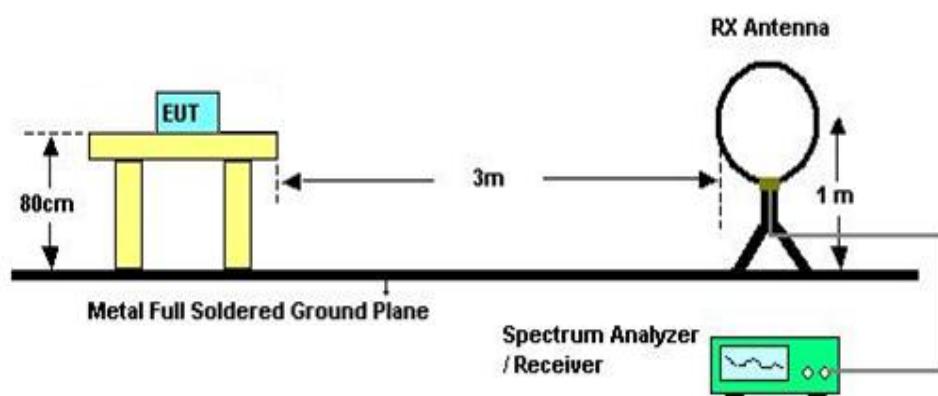 RX Antenna
EUT
80cm
3m
1 m
Metal Full Soldered Ground Plane
Spectrum Analyzer
/ Receiver